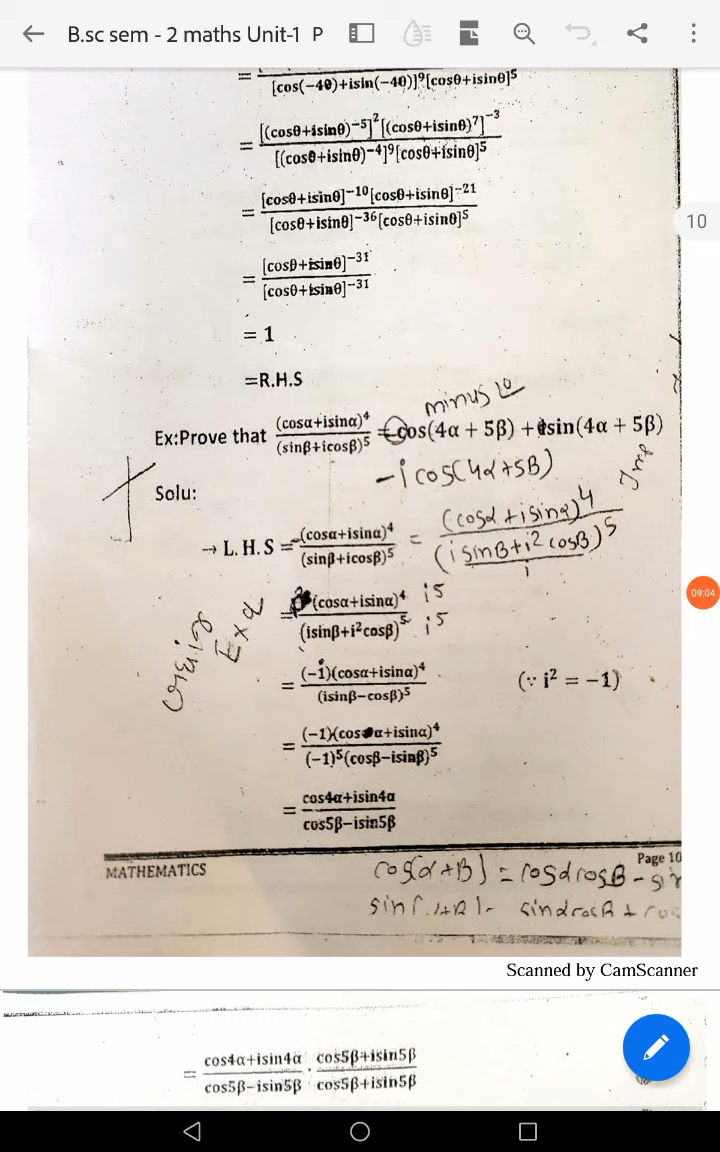 B.sc sem - 2 maths Unit-1 P
= [cos(−4θ)+isin(−4θ)]⁹[cosθ+isinθ]⁵
= [(cosθ+isinθ)⁻⁵]²[(cosθ+isinθ)⁷]⁻³ / [(cosθ+isinθ)⁻⁴]⁹[cosθ+isinθ]⁵
10
= [cosθ+isinθ]⁻¹⁰[cosθ+isinθ]⁻²¹ / [cosθ+isinθ]⁻³⁶[cosθ+isinθ]⁵
= [cosθ+isinθ]⁻³¹ / [cosθ+isinθ]⁻³¹
= 1
=R.H.S
minus
Ex:Prove that (cosα+isinα)⁴ / (sinβ+icosβ)⁵ = cos(4α + 5β) + sin(4α + 5β)
−i cos(4α+5β)
Imp
Solu:
→ L. H. S = (cosα+isinα)⁴ / (sinβ+icosβ)⁵ = (cosα+isinα)⁴ / (i sinβ+i² cosβ / i)⁵
09:04
= (cosα+isinα)⁴ i5 / (isinβ+i²cosβ)⁵ i5
= (−i)(cosα+isinα)⁴ / (isinβ−cosβ)⁵ (∵ i² = −1)
= (−1)(cosα+isinα)⁴ / (−1)⁵(cosβ−isinβ)⁵
= cos4α+isin4α / cos5β−isin5β
Page 10
MATHEMATICS
cos(α+β) = cosα cosβ − sin
Scanned by CamScanner
= cos4α+isin4α / cos5β−isin5β · cos5β+isin5β / cos5β+isin5β